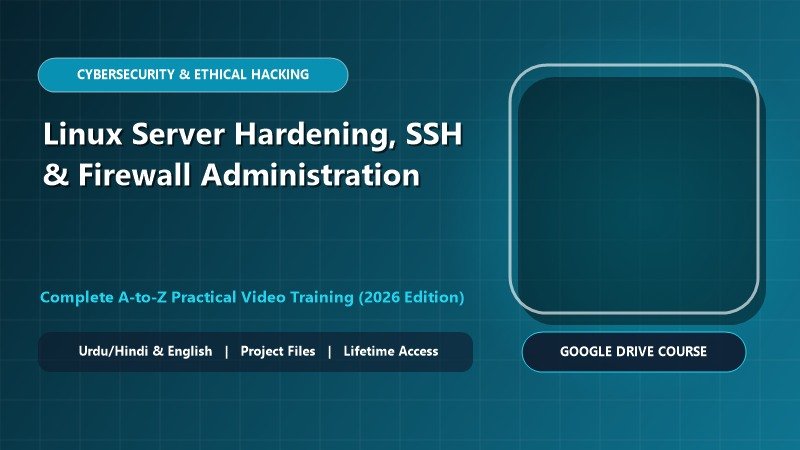 CYBERSECURITY & ETHICAL HACKING
Linux Server Hardening, SSH
& Firewall Administration
Complete A-to-Z Practical Video Training (2026 Edition)
Urdu/Hindi & English | Project Files | Lifetime Access
GOOGLE DRIVE COURSE